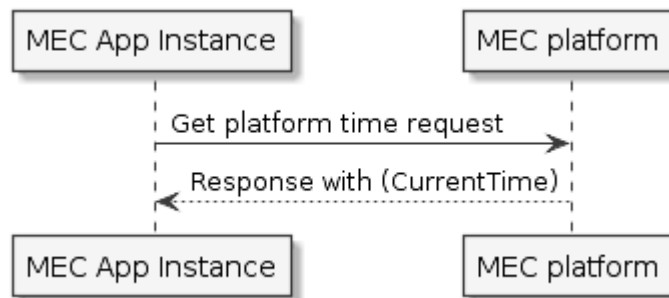 MEC App Instance
MEC platform
Get platform time request
Response with (CurrentTime)
MEC App Instance
MEC platform